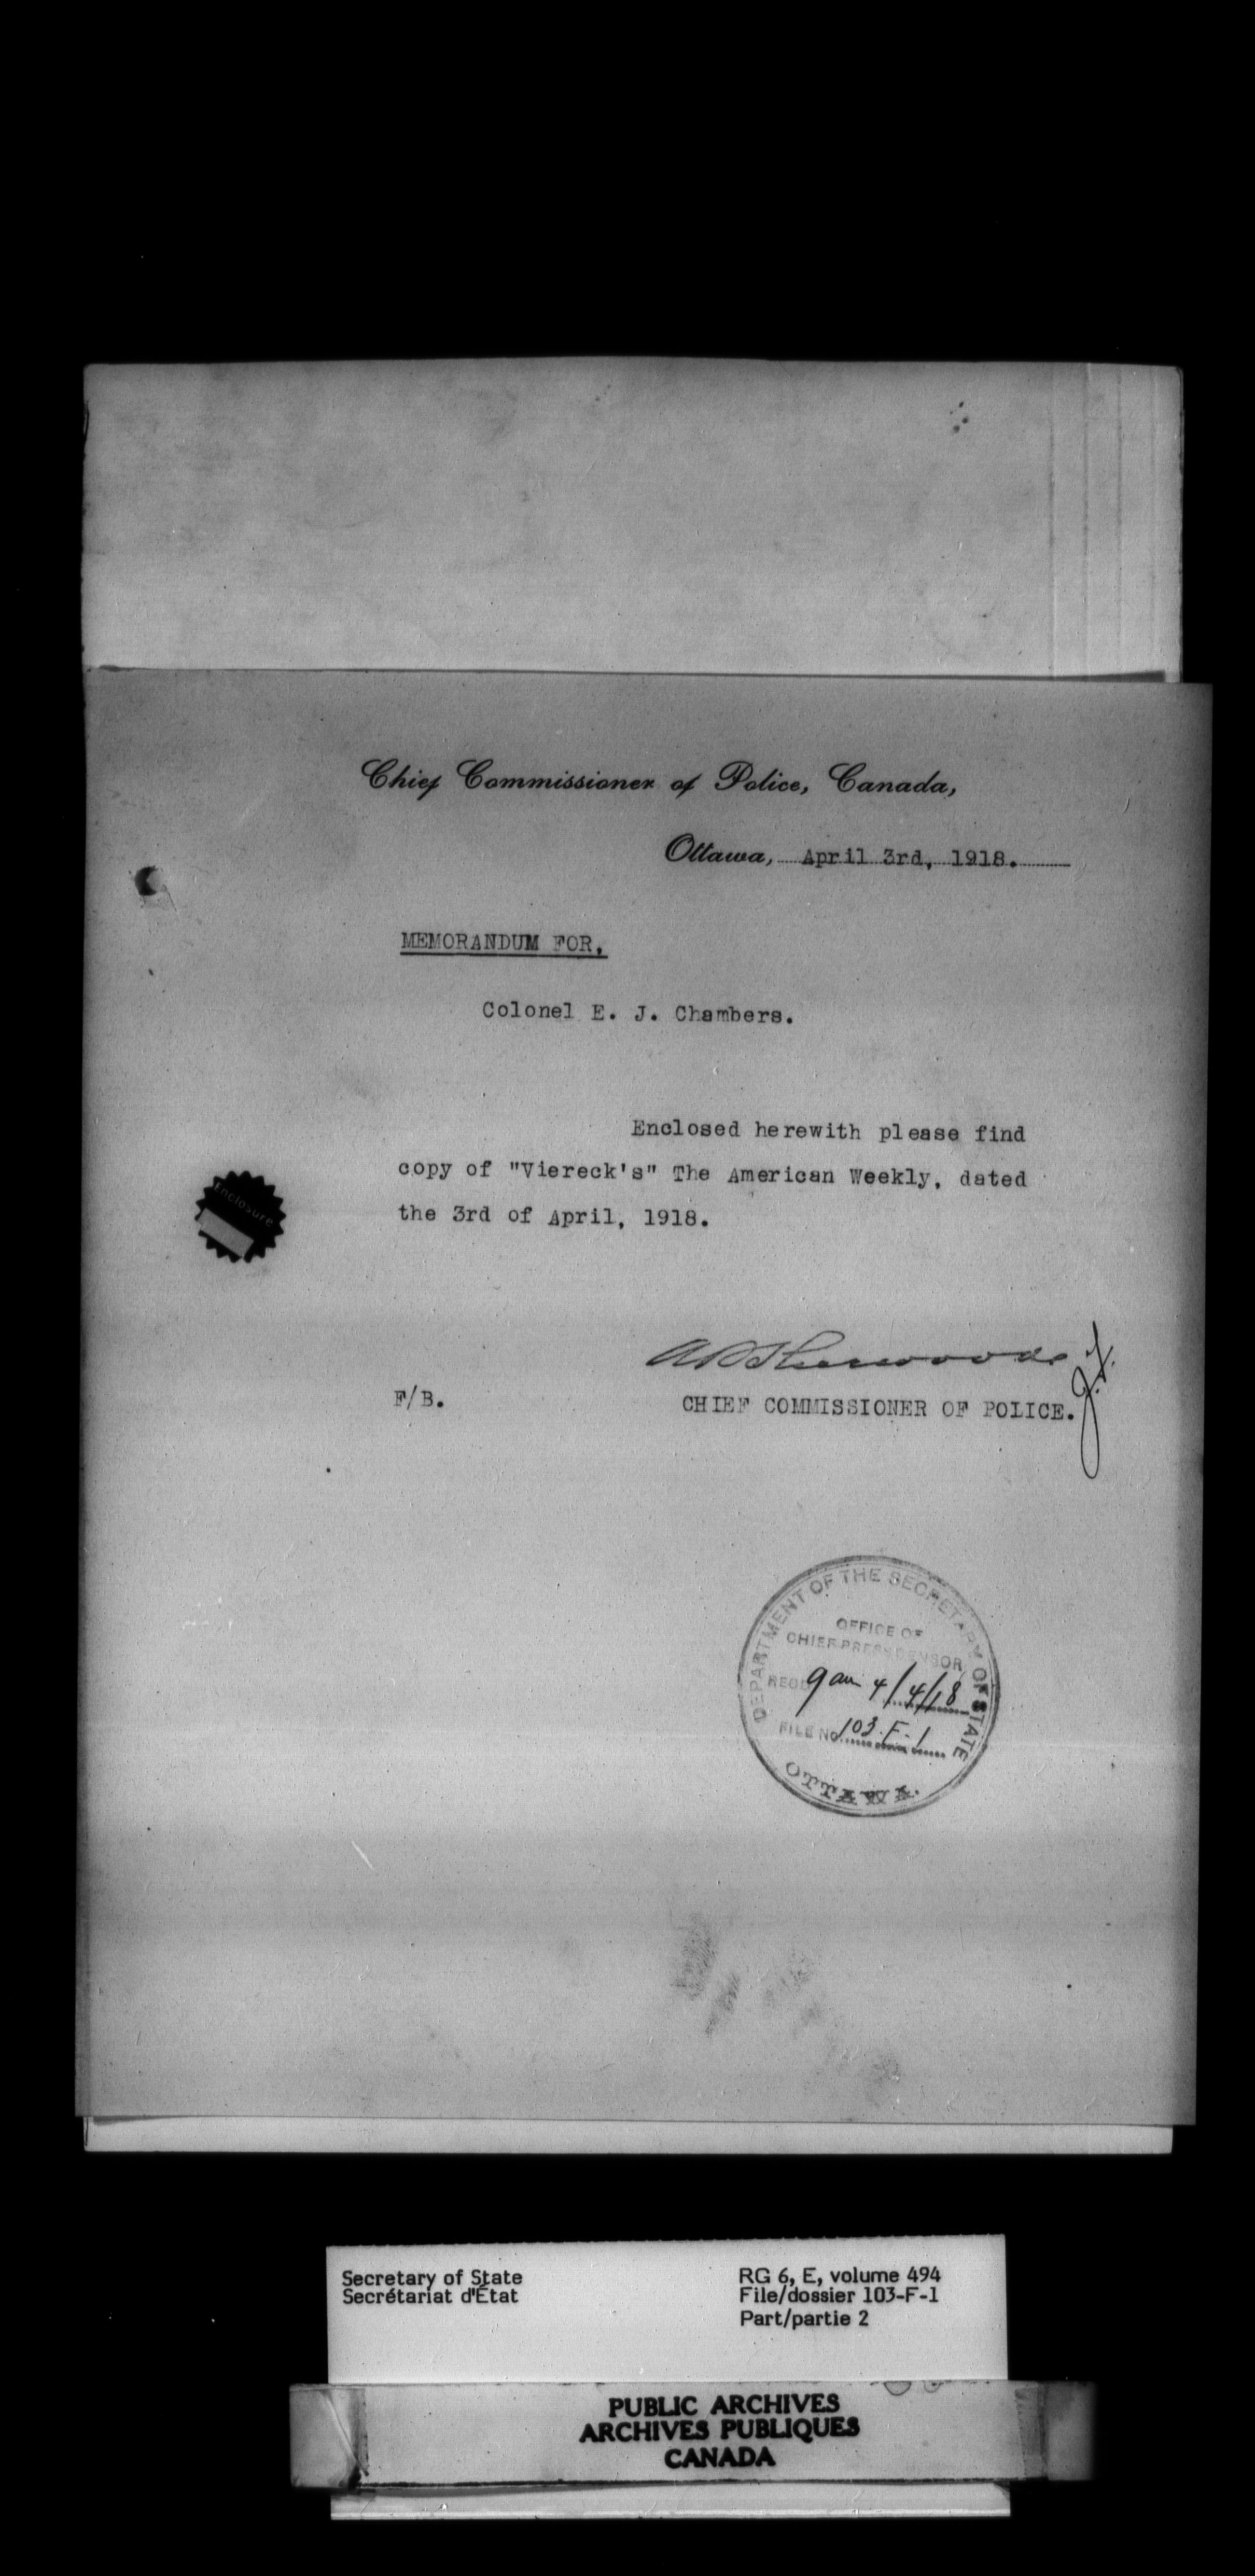 Chief Commissioner of Police, Canada,
Ottawa, April 3rd, 1918.
MEMORANDUM FOR,
Colonel E. J. Chambers.
Enclosed herewith please find
copy of "Viereck's" The American Weekly, dated
the 3rd of April, 1918.
Enclosure
A P Sherwood
J.F.
F/B.
CHIEF COMMISSIONER OF POLICE.
DEPARTMENT OF THE SECRETARY OF STATE
OFFICE OF
CHIEF PRESS CENSOR
RECD 9 am 4/4/18
FILE NO. 103-F-1
OTTAWA.
Secretary of State
Secrétariat d'État
RG 6, E, volume 494
File/dossier 103-F-1
Part/partie 2
PUBLIC ARCHIVES
ARCHIVES PUBLIQUES
CANADA